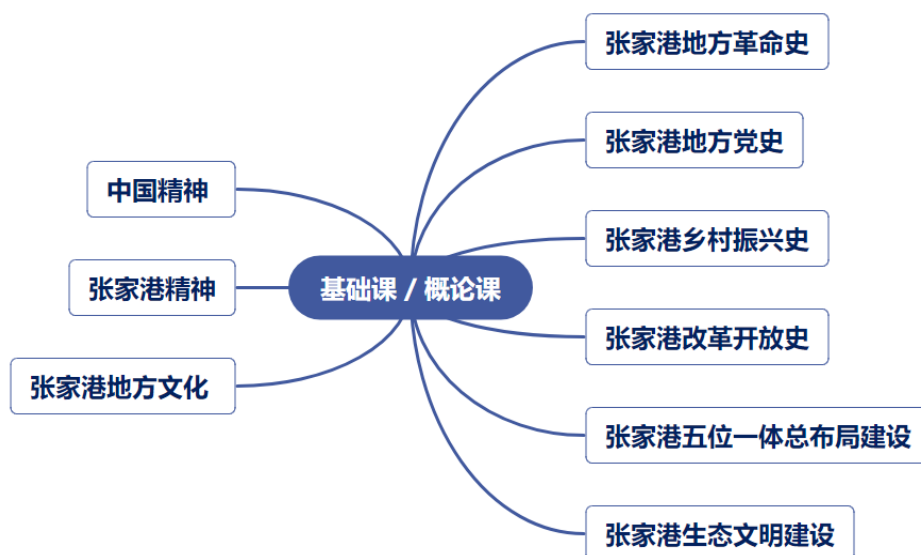 中国精神
张家港精神
张家港地方文化
基础课 / 概论课
张家港地方革命史
张家港地方党史
张家港乡村振兴史
张家港改革开放史
张家港五位一体总布局建设
张家港生态文明建设